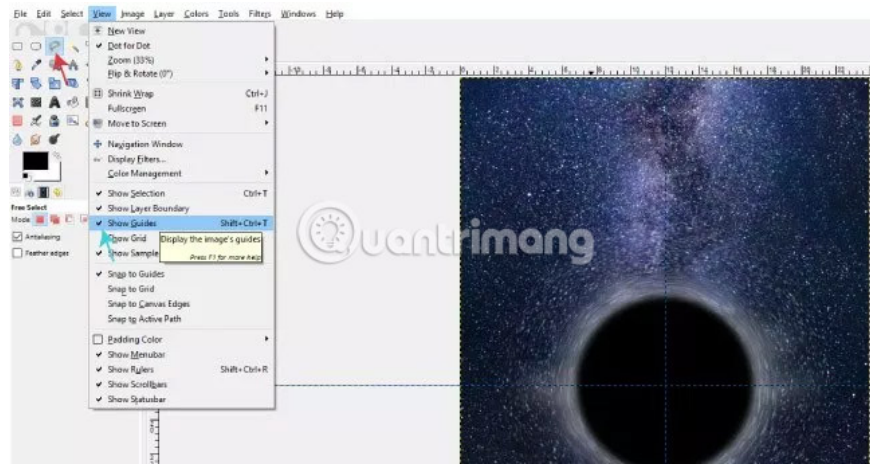 File Edit Select View Image Layer Colors Tools Filters Windows Help
New View
Dot for Dot
Zoom (33%)
Flip & Rotate (0°)
Shrink Wrap Ctrl+J
Fullscreen F11
Move to Screen
Navigation Window
Display Filters...
Color Management
Show Selection Ctrl+T
Show Layer Boundary
Show Guides Shift+Ctrl+T
Show Grid
Display the image's guides
Show Sample
Press F1 for more help
Snap to Guides
Snap to Grid
Snap to Canvas Edges
Snap to Active Path
Padding Color
Show Menubar
Show Rulers Shift+Ctrl+R
Show Scrollbars
Show Statusbar
Free Select
Mode:
Antialiasing
Feather edges
Quantrimang